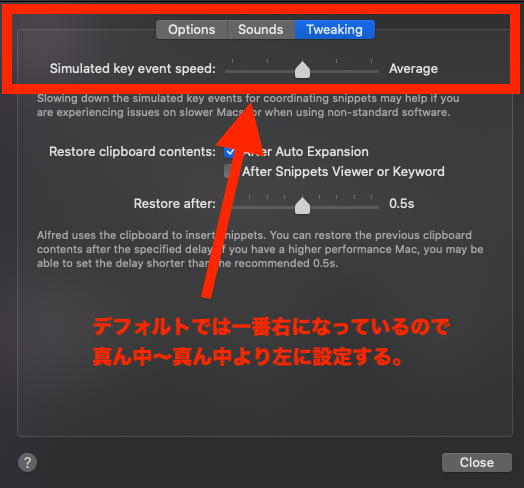 Options Sounds Tweaking
Simulated key event speed: Average
Slowing down the simulated key events for coordinating snippets may help if you
are experiencing issues on slower Macs or when using non-standard software.
Restore clipboard contents: After Auto Expansion
After Snippets Viewer or Keyword
Restore after: 0.5s
Alfred uses the clipboard to insert snippets. You can restore the previous clipboard
contents after the specified delay. If you have a higher performance Mac, you may be
able to set the delay shorter than the recommended 0.5s.
デフォルトでは一番右になっているので
真ん中〜真ん中より左に設定する。
? Close